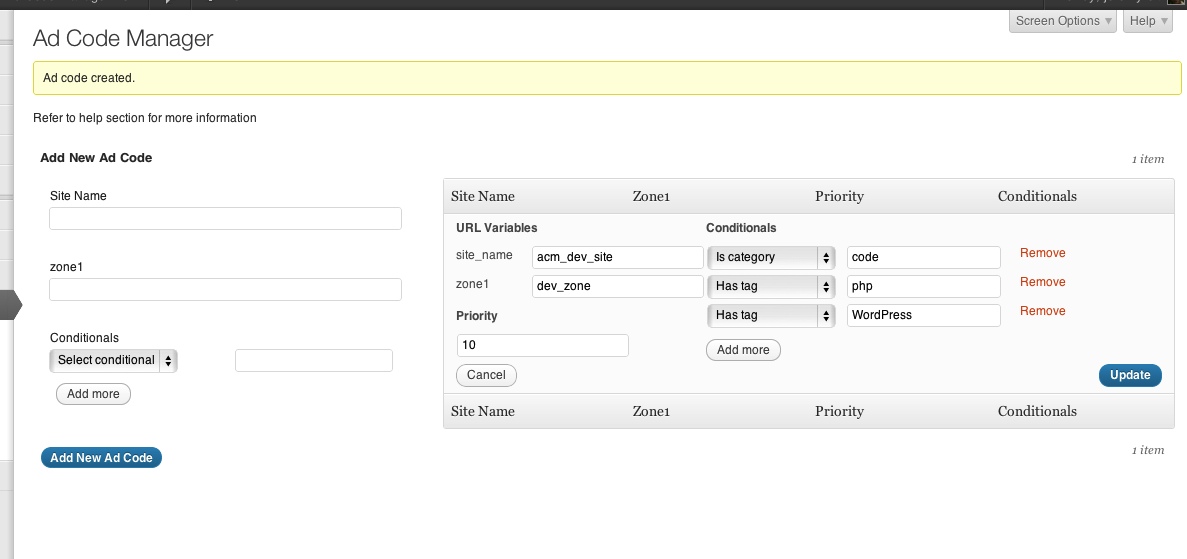 Screen Options Help
Ad Code Manager
Ad code created.
Refer to help section for more information
Add New Ad Code
Site Name
zone1
Conditionals
Select conditional
Add more
Add New Ad Code
1 item
Site Name Zone1 Priority Conditionals
URL Variables Conditionals
site_name acm_dev_site Is category code Remove
zone1 dev_zone Has tag php Remove
Priority Has tag WordPress Remove
10 Add more
Cancel Update
Site Name Zone1 Priority Conditionals
1 item